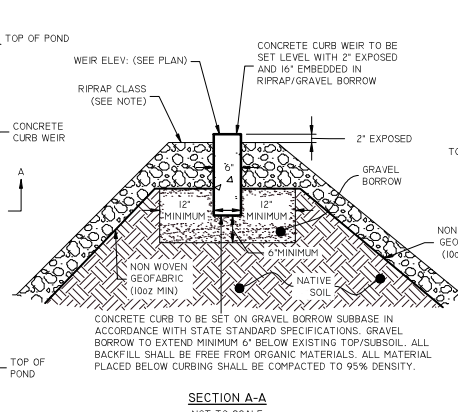 TOP OF POND
WEIR ELEV: (SEE PLAN)
CONCRETE CURB WEIR TO BE
SET LEVEL WITH 2" EXPOSED
AND 16" EMBEDDED IN
RIPRAP/GRAVEL BORROW
RIPRAP CLASS
(SEE NOTE)
CONCRETE
CURB WEIR
2" EXPOSED
6"
GRAVEL
BORROW
A
12"
MINIMUM
12"
MINIMUM
6"MINIMUM
NON WOVEN
GEOFABRIC
(10oz MIN)
NATIVE
SOIL
NON
GEO
(10o
TO
CONCRETE CURB TO BE SET ON GRAVEL BORROW SUBBASE IN
ACCORDANCE WITH STATE STANDARD SPECIFICATIONS. GRAVEL
BORROW TO EXTEND MINIMUM 6" BELOW EXISTING TOP/SUBSOIL. ALL
BACKFILL SHALL BE FREE FROM ORGANIC MATERIALS. ALL MATERIAL
PLACED BELOW CURBING SHALL BE COMPACTED TO 95% DENSITY.
TOP OF
POND
SECTION A-A
NOT TO SCALE